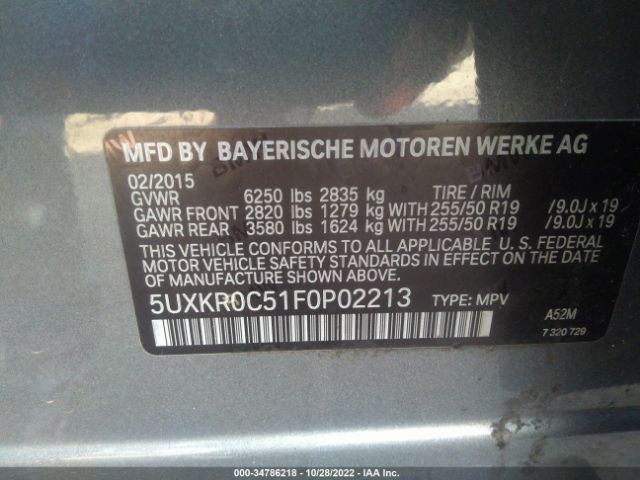 MFD BY BAYERISCHE MOTOREN WERKE AG
02/2015
GVWR 6250 lbs 2835 kg TIRE / RIM
GAWR FRONT 2820 lbs 1279 kg WITH 255/50 R19 /9.0J x 19
GAWR REAR 3580 lbs 1624 kg WITH 255/50 R19 /9.0J x 19
THIS VEHICLE CONFORMS TO ALL APPLICABLE U. S. FEDERAL
MOTOR VEHICLE SAFETY STANDARDS IN EFFECT ON THE DATE
OF MANUFACTURE SHOWN ABOVE.
5UXKR0C51F0P02213 TYPE: MPV
A52M
7 320 729
000-34786218 - 10/28/2022 - IAA Inc.